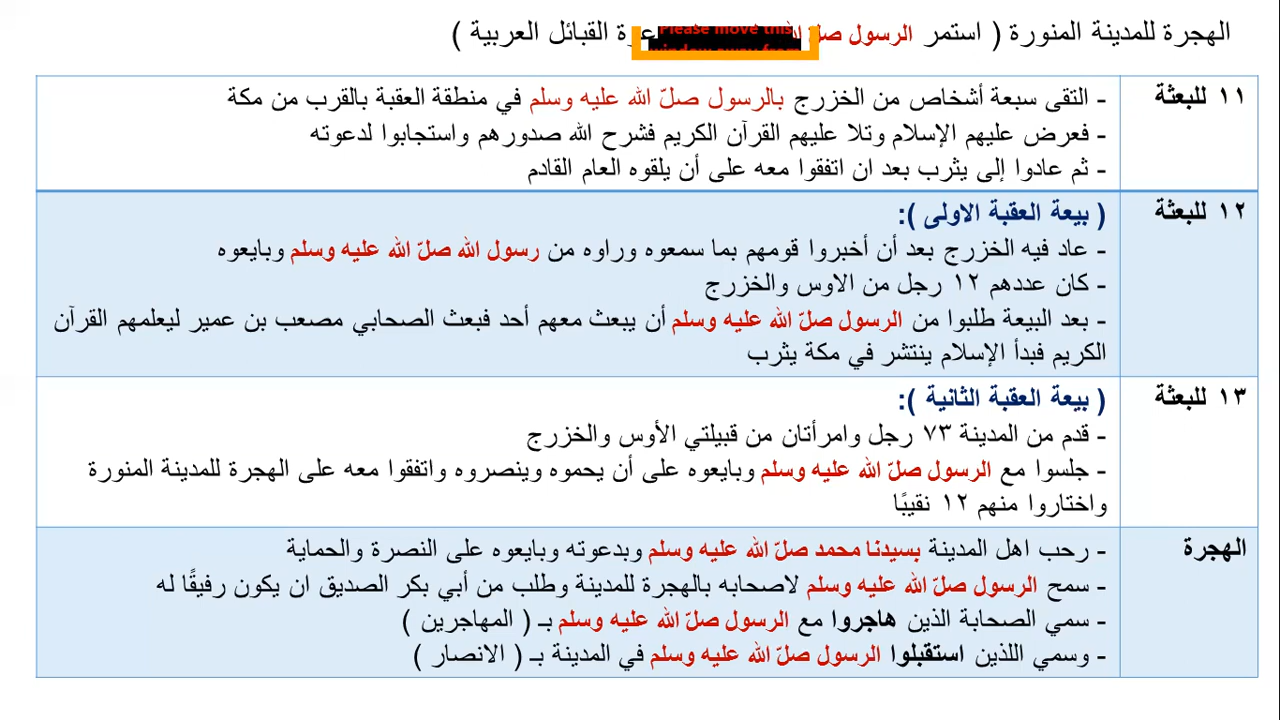 الهجرة للمدينة المنورة ( استمر الرسول القبائل العربية )
Please move this
window away from
١١ للبعثة
- التقى سبعة أشخاص من الخزرج بالرسول صلّ الله عليه وسلم في منطقة العقبة بالقرب من مكة
- فعرض عليهم الإسلام وتلا عليهم القرآن الكريم فشرح الله صدورهم واستجابوا لدعوته
- ثم عادوا إلى يثرب بعد ان اتفقوا معه على أن يلقوه العام القادم
١٢ للبعثة
( بيعة العقبة الاولى ):
- عاد فيه الخزرج بعد أن أخبروا قومهم بما سمعوه وراوه من رسول الله صلّ الله عليه وسلم وبايعوه
- كان عددهم ١٢ رجل من الاوس والخزرج
- بعد البيعة طلبوا من الرسول صلّ الله عليه وسلم أن يبعث معهم أحد فبعث الصحابي مصعب بن عمير ليعلمهم القرآن
الكريم فبدأ الإسلام ينتشر في مكة يثرب
١٣ للبعثة
( بيعة العقبة الثانية ):
- قدم من المدينة ٧٣ رجل وامرأتان من قبيلتي الأوس والخزرج
- جلسوا مع الرسول صلّ الله عليه وسلم وبايعوه على أن يحموه وينصروه واتفقوا معه على الهجرة للمدينة المنورة
واختاروا منهم ١٢ نقيبًا
الهجرة
- رحب اهل المدينة بسيدنا محمد صلّ الله عليه وسلم وبدعوته وبايعوه على النصرة والحماية
- سمح الرسول صلّ الله عليه وسلم لاصحابه بالهجرة للمدينة وطلب من أبي بكر الصديق ان يكون رفيقًا له
- سمي الصحابة الذين هاجروا مع الرسول صلّ الله عليه وسلم بـ ( المهاجرين )
- وسمي اللذين استقبلوا الرسول صلّ الله عليه وسلم في المدينة بـ ( الانصار )